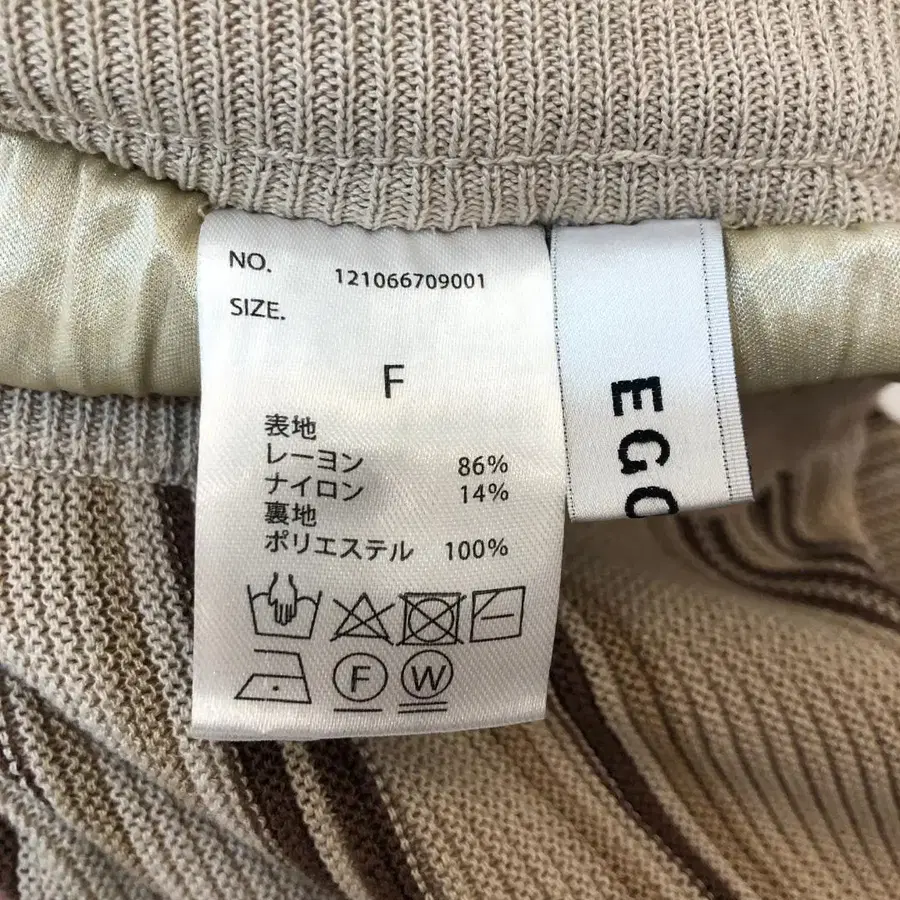 NO. 121066709001
SIZE.
F
表地
レーヨン 86%
ナイロン 14%
裏地
ポリエステル 100%
F W
EGO